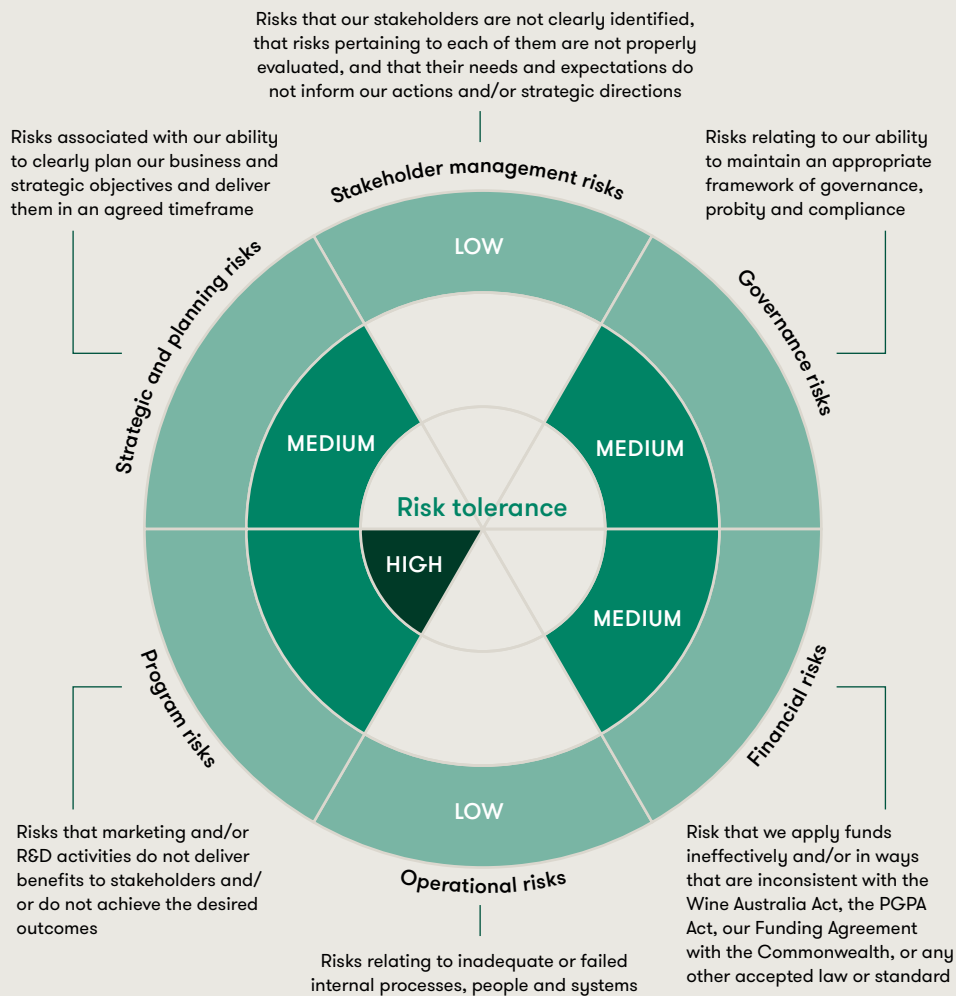 Risks that our stakeholders are not clearly identified,
that risks pertaining to each of them are not properly
evaluated, and that their needs and expectations do
not inform our actions and/or strategic directions
Risks associated with our ability
to clearly plan our business and
strategic objectives and deliver
them in an agreed timeframe
Risks relating to our ability
to maintain an appropriate
framework of governance,
probity and compliance
Stakeholder management risks
LOW
Strategic and planning risks
Governance risks
MEDIUM
MEDIUM
Risk tolerance
HIGH
MEDIUM
Program risks
Financial risks
LOW
Operational risks
Risks that marketing and/or
R&D activities do not deliver
benefits to stakeholders and/
or do not achieve the desired
outcomes
Risk that we apply funds
ineffectively and/or in ways
that are inconsistent with the
Wine Australia Act, the PGPA
Act, our Funding Agreement
with the Commonwealth, or any
other accepted law or standard
Risks relating to inadequate or failed
internal processes, people and systems